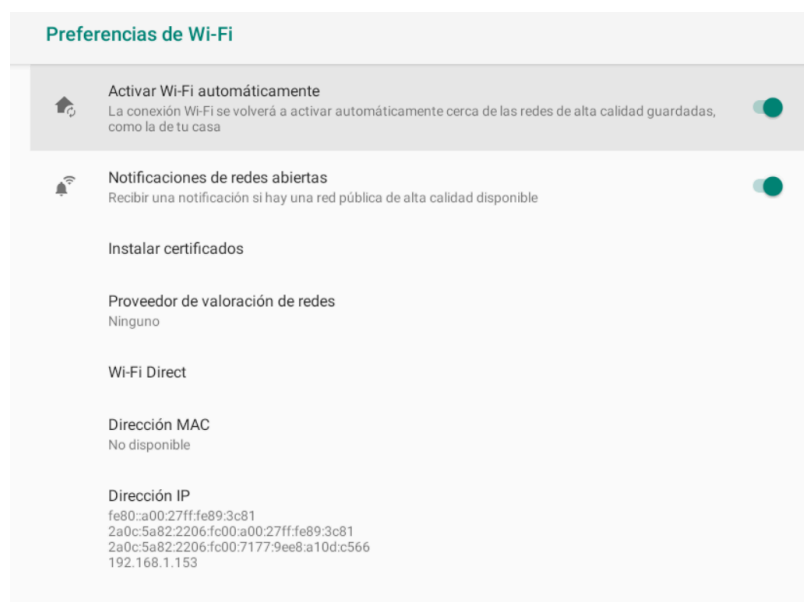 Preferencias de Wi-Fi
Activar Wi-Fi automáticamente
La conexión Wi-Fi se volverá a activar automáticamente cerca de las redes de alta calidad guardadas,
como la de tu casa
Notificaciones de redes abiertas
Recibir una notificación si hay una red pública de alta calidad disponible
Instalar certificados
Proveedor de valoración de redes
Ninguno
Wi-Fi Direct
Dirección MAC
No disponible
Dirección IP
fe80::a00:27ff:fe89:3c81
2a0c:5a82:2206:fc00:a00:27ff:fe89:3c81
2a0c:5a82:2206:fc00:7177:9ee8:a10d:c566
192.168.1.153